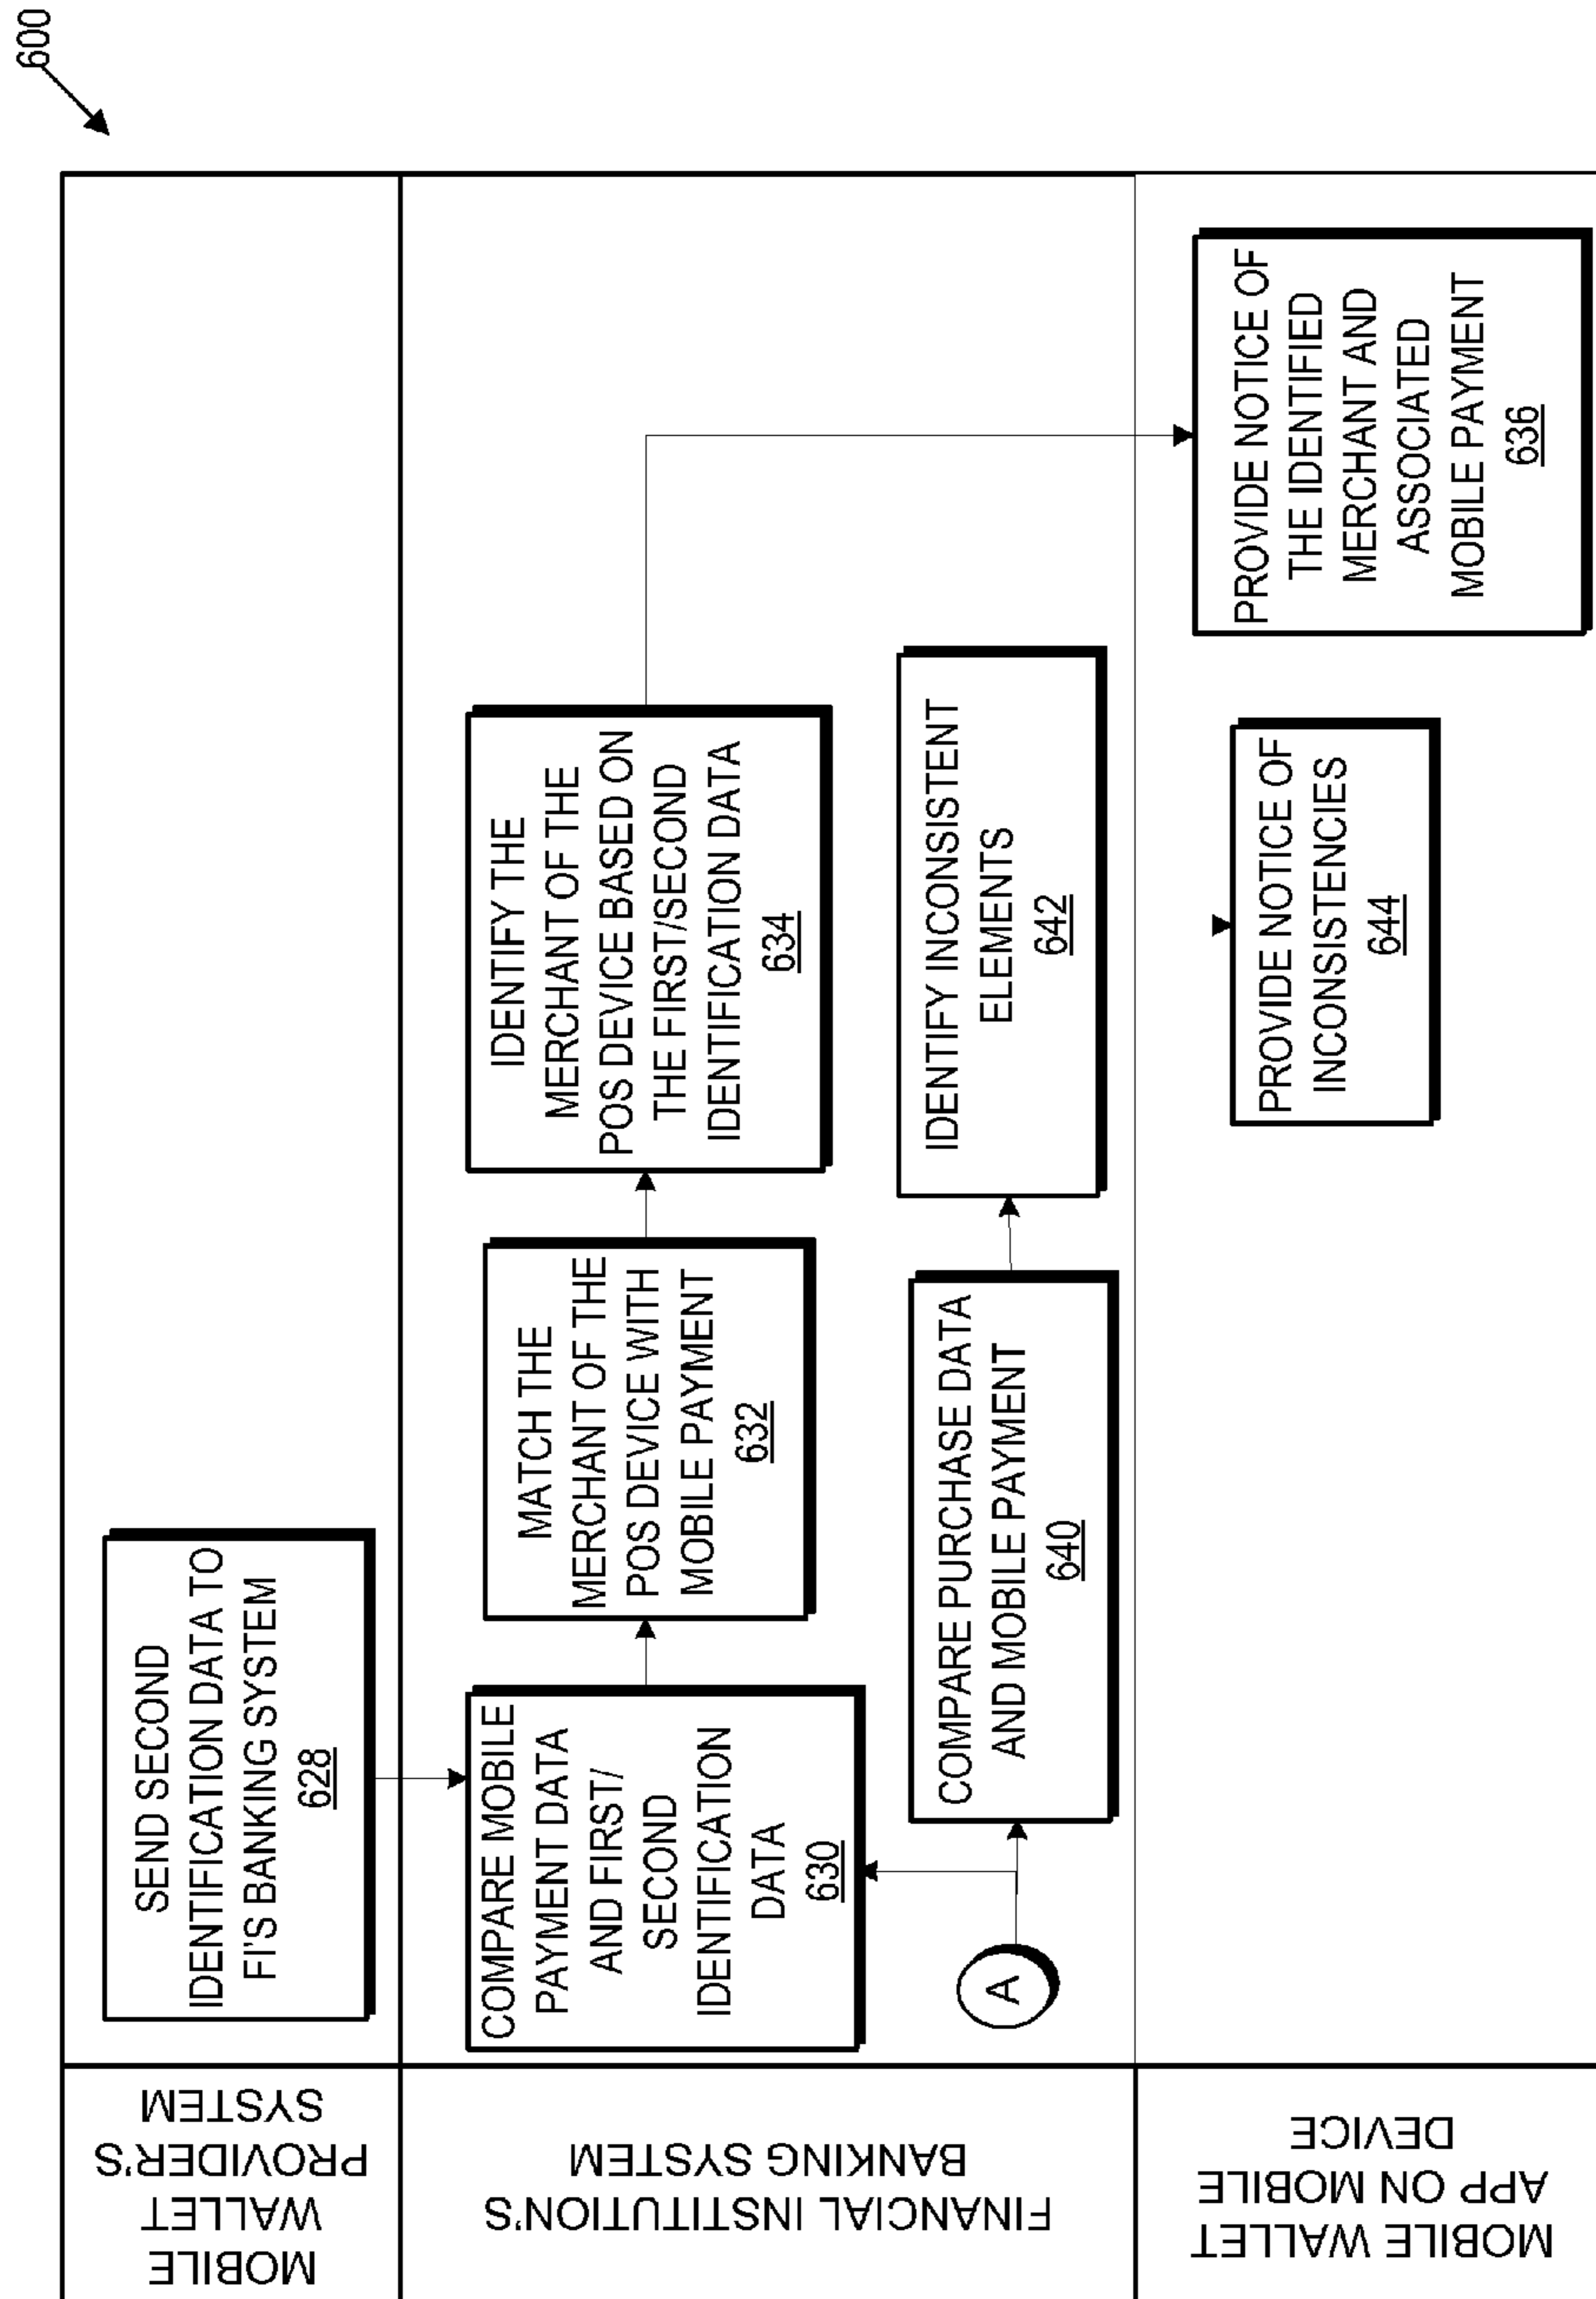 600
MOBILE
WALLET
PROVIDER'S
SYSTEM
SEND SECOND
IDENTIFICATION DATA TO
FI'S BANKING SYSTEM
628
FINANCIAL INSTITUTION'S
BANKING SYSTEM
COMPARE MOBILE
PAYMENT DATA
AND FIRST/
SECOND
IDENTIFICATION
DATA
630
MATCH THE
MERCHANT OF THE
POS DEVICE WITH
MOBILE PAYMENT
632
IDENTIFY THE
MERCHANT OF THE
POS DEVICE BASED ON
THE FIRST/SECOND
IDENTIFICATION DATA
634
A
COMPARE PURCHASE DATA
AND MOBILE PAYMENT
640
IDENTIFY INCONSISTENT
ELEMENTS
642
MOBILE WALLET
APP ON MOBILE
DEVICE
PROVIDE NOTICE OF
INCONSISTENCIES
644
PROVIDE NOTICE OF
THE IDENTIFIED
MERCHANT AND
ASSOCIATED
MOBILE PAYMENT
636